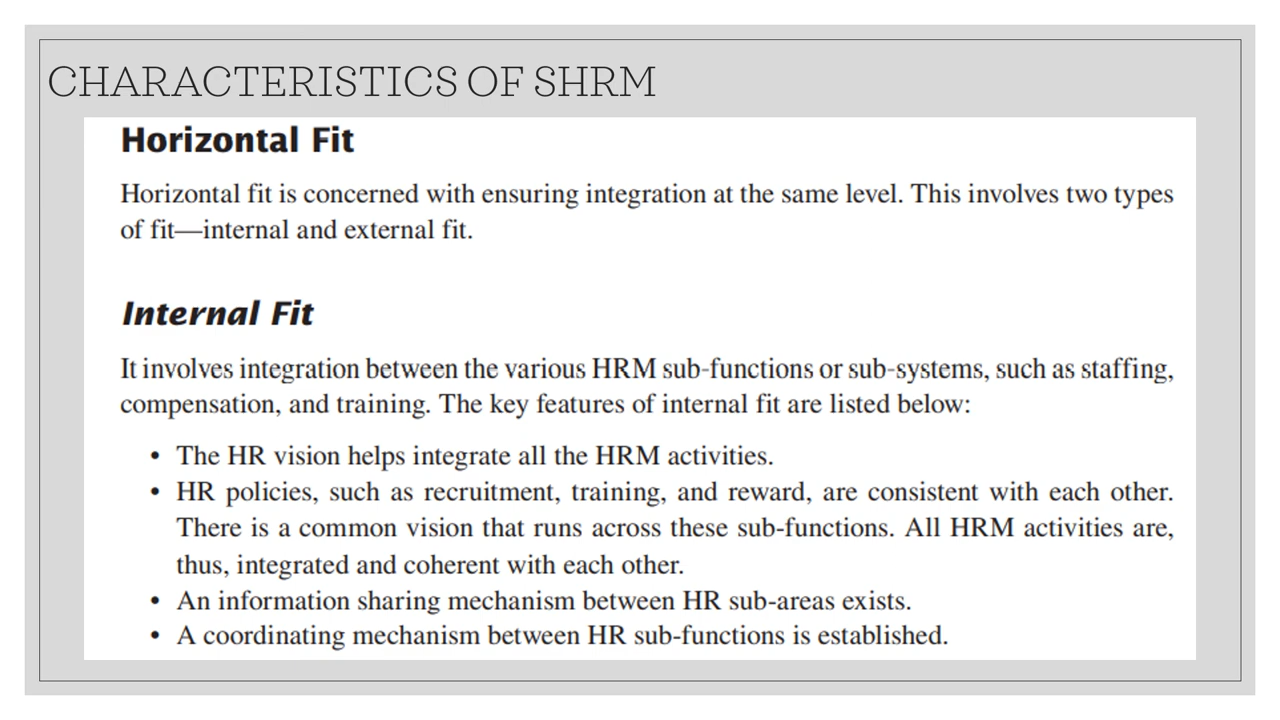 CHARACTERISTICS OF SHRM
Horizontal Fit
Horizontal fit is concerned with ensuring integration at the same level. This involves two types
of fit—internal and external fit.
Internal Fit
It involves integration between the various HRM sub-functions or sub-systems, such as staffing,
compensation, and training. The key features of internal fit are listed below:
• The HR vision helps integrate all the HRM activities.
• HR policies, such as recruitment, training, and reward, are consistent with each other.
There is a common vision that runs across these sub-functions. All HRM activities are,
thus, integrated and coherent with each other.
• An information sharing mechanism between HR sub-areas exists.
• A coordinating mechanism between HR sub-functions is established.